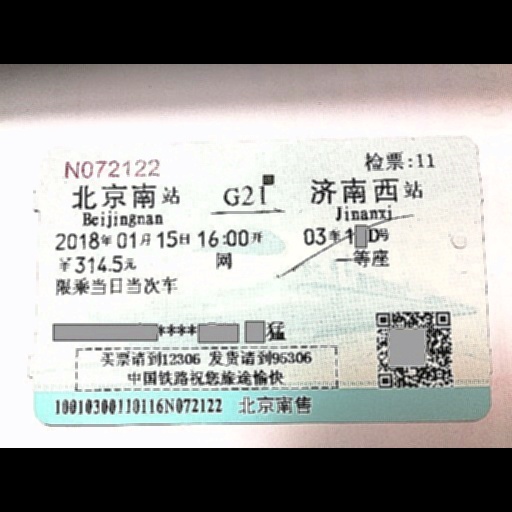 N072122 检票:11
北京南站 G21 济南西站
Beijingnan Jinanxi
2018年01月15日16:00开 03车1 D号
¥314.5元 网 一等座
限乘当日当次车
**** 猛
买票请到12306 发货请到95306
中国铁路祝您旅途愉快
10010300110116N072122 北京南售